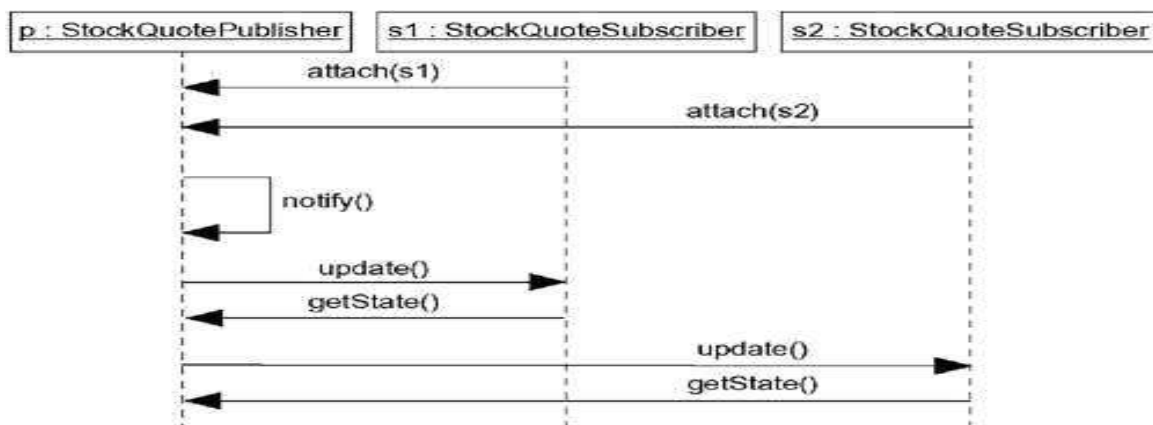 p : StockQuotePublisher
s1 : StockQuoteSubscriber
s2 : StockQuoteSubscriber
attach(s1)
attach(s2)
notify()
update()
getState()
update()
getState()